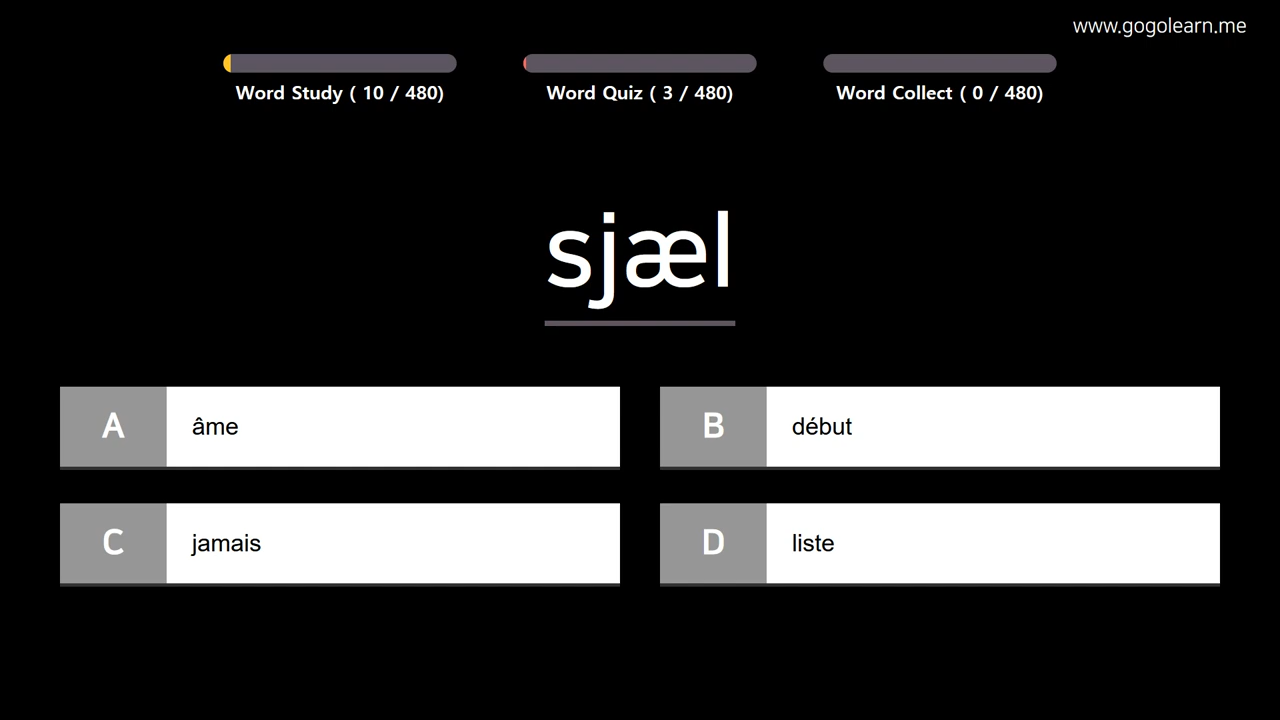 www.gogolearn.me
Word Study ( 10 / 480)
Word Quiz ( 3 / 480)
Word Collect ( 0 / 480)
sjæl
A âme
B début
C jamais
D liste